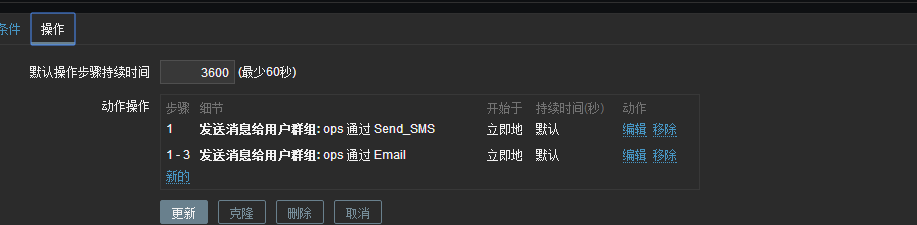 条件 操作
默认操作步骤持续时间 3600 (最少60秒)
动作操作 步骤 细节 开始于 持续时间(秒) 动作
1 发送消息给用户群组: ops 通过 Send_SMS 立即地 默认 编辑 移除
1 - 3 发送消息给用户群组: ops 通过 Email 立即地 默认 编辑 移除
新的
更新 克隆 删除 取消